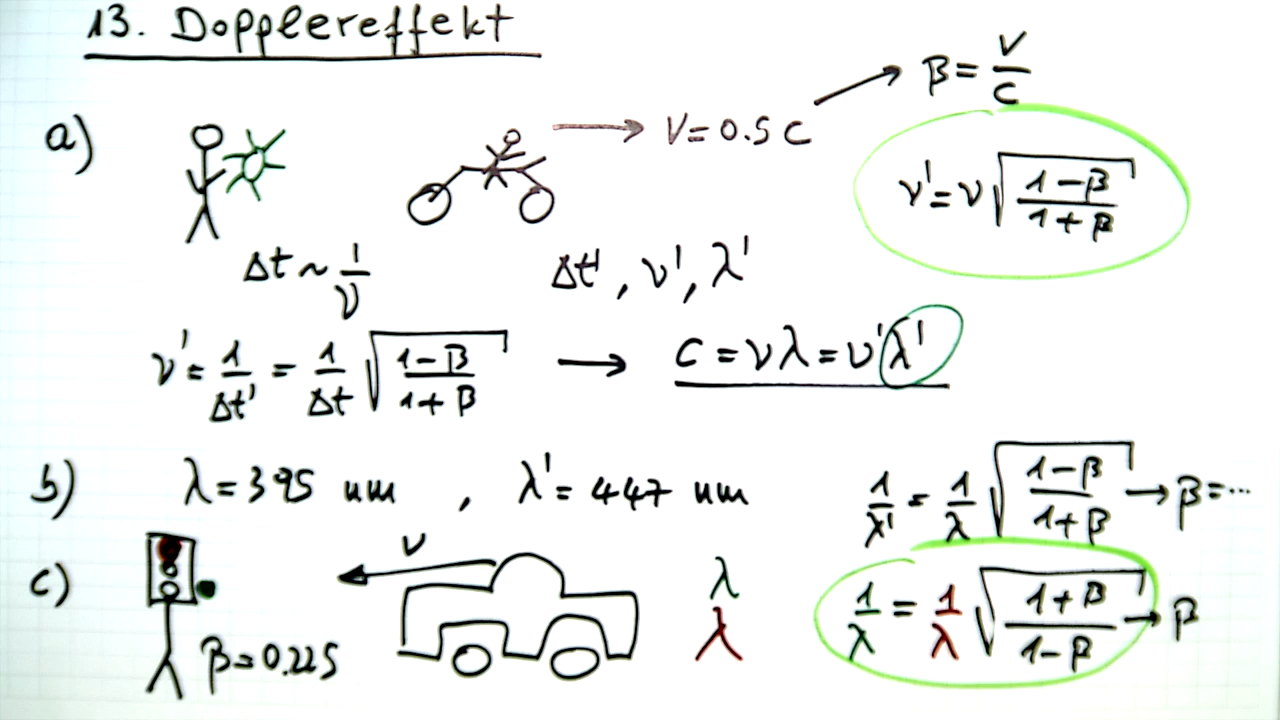 13. Dopplereffekt
β = v/c
a) → V = 0.5 c
ν' = ν √((1-β)/(1+β))
Δt ~ 1/ν    Δt', ν', λ'
ν' = 1/Δt' = 1/Δt √((1-β)/(1+β)) → c = νλ = ν'λ'
b) λ = 395 nm , λ' = 447 nm    1/λ' = 1/λ √((1-β)/(1+β)) → β = ...
c) v    λ    1/λ = 1/λ √((1+β)/(1-β)) → β
β = 0.225    λ